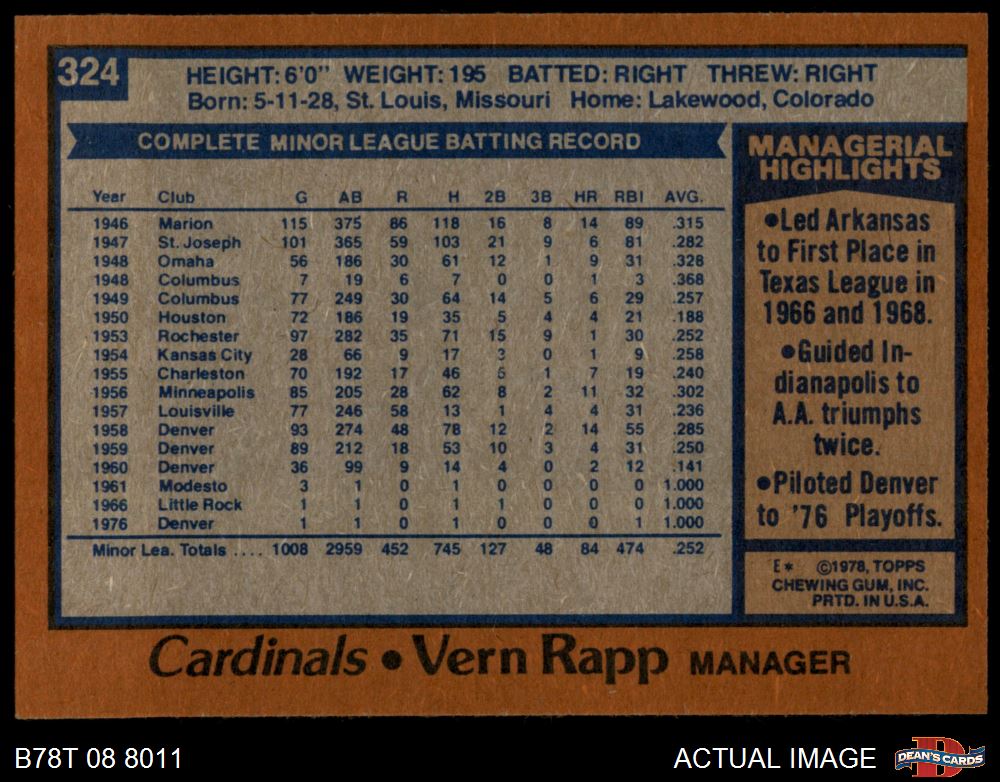 324
HEIGHT: 6'0" WEIGHT: 195 BATTED: RIGHT THREW: RIGHT
Born: 5-11-28, St. Louis, Missouri Home: Lakewood, Colorado
COMPLETE MINOR LEAGUE BATTING RECORD
Year Club G AB R H 2B 3B HR RBI AVG.
1946 Marion 115 375 86 118 16 8 14 89 .315
1947 St. Joseph 101 365 59 103 21 9 6 81 .282
1948 Omaha 56 186 30 61 12 1 9 31 .328
1948 Columbus 7 19 6 7 0 0 1 3 .368
1949 Columbus 77 249 30 64 14 5 6 29 .257
1950 Houston 72 186 19 35 5 4 4 21 .188
1953 Rochester 97 282 35 71 15 9 1 30 .252
1954 Kansas City 28 66 9 17 3 0 1 9 .258
1955 Charleston 70 192 17 46 5 1 7 19 .240
1956 Minneapolis 85 205 28 62 8 2 11 32 .302
1957 Louisville 77 246 58 13 1 4 4 31 .236
1958 Denver 93 274 48 78 12 2 14 55 .285
1959 Denver 89 212 18 53 10 3 4 31 .250
1960 Denver 36 99 9 14 4 0 2 12 .141
1961 Modesto 3 1 0 1 0 0 0 0 1.000
1966 Little Rock 1 1 0 1 1 0 0 0 1.000
1976 Denver 1 1 0 1 0 0 0 1 1.000
Minor Lea. Totals .... 1008 2959 452 745 127 48 84 474 .252
MANAGERIAL
HIGHLIGHTS
•Led Arkansas
to First Place in
Texas League in
1966 and 1968.
•Guided In-
dianapolis to
A.A. triumphs
twice.
•Piloted Denver
to '76 Playoffs.
E* ©1978, TOPPS
CHEWING GUM, INC.
PRTD. IN U.S.A.
Cardinals • Vern Rapp MANAGER
B78T 08 8011
ACTUAL IMAGE
D
DEAN'S CARDS